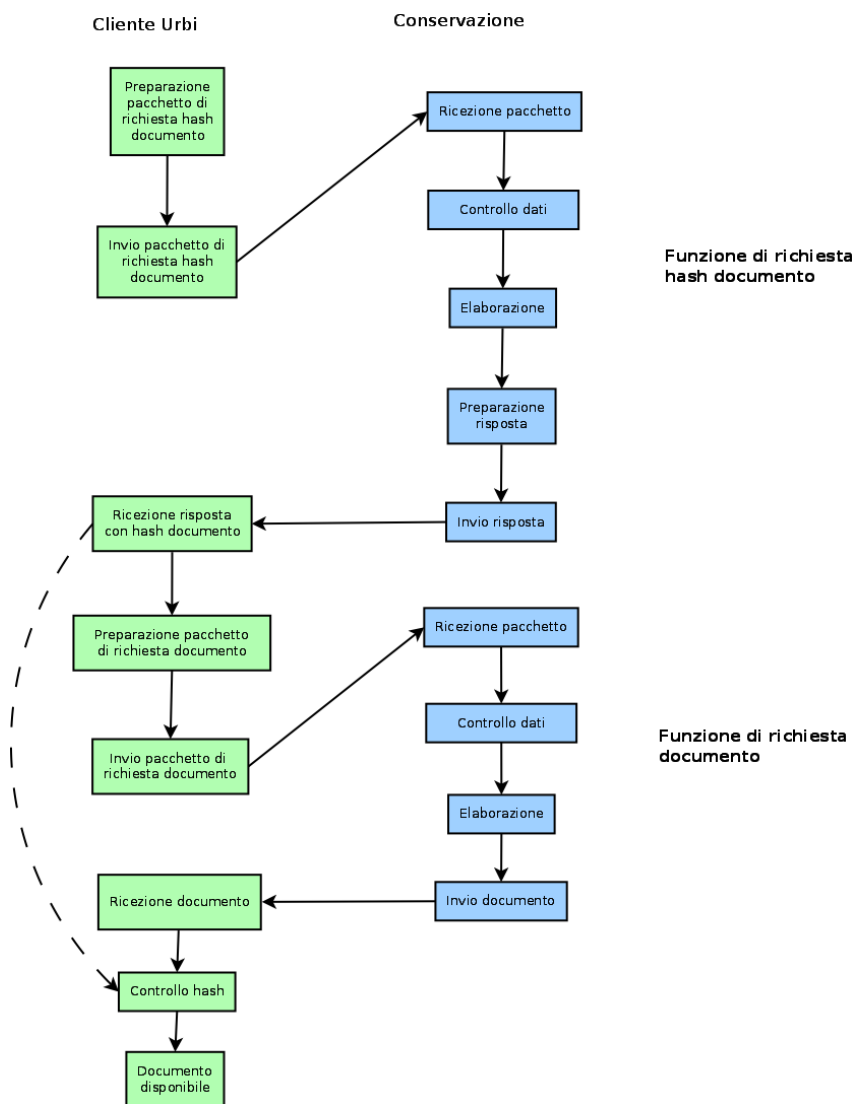 Cliente Urbi
Conservazione
Preparazione
pacchetto di
richiesta hash
documento
Ricezione pacchetto
Controllo dati
Invio pacchetto di
richiesta hash
documento
Funzione di richiesta
hash documento
Elaborazione
Preparazione
risposta
Ricezione risposta
con hash documento
Invio risposta
Preparazione pacchetto
di richiesta documento
Ricezione pacchetto
Controllo dati
Funzione di richiesta
documento
Invio pacchetto di
richiesta documento
Elaborazione
Ricezione documento
Invio documento
Controllo hash
Documento
disponibile